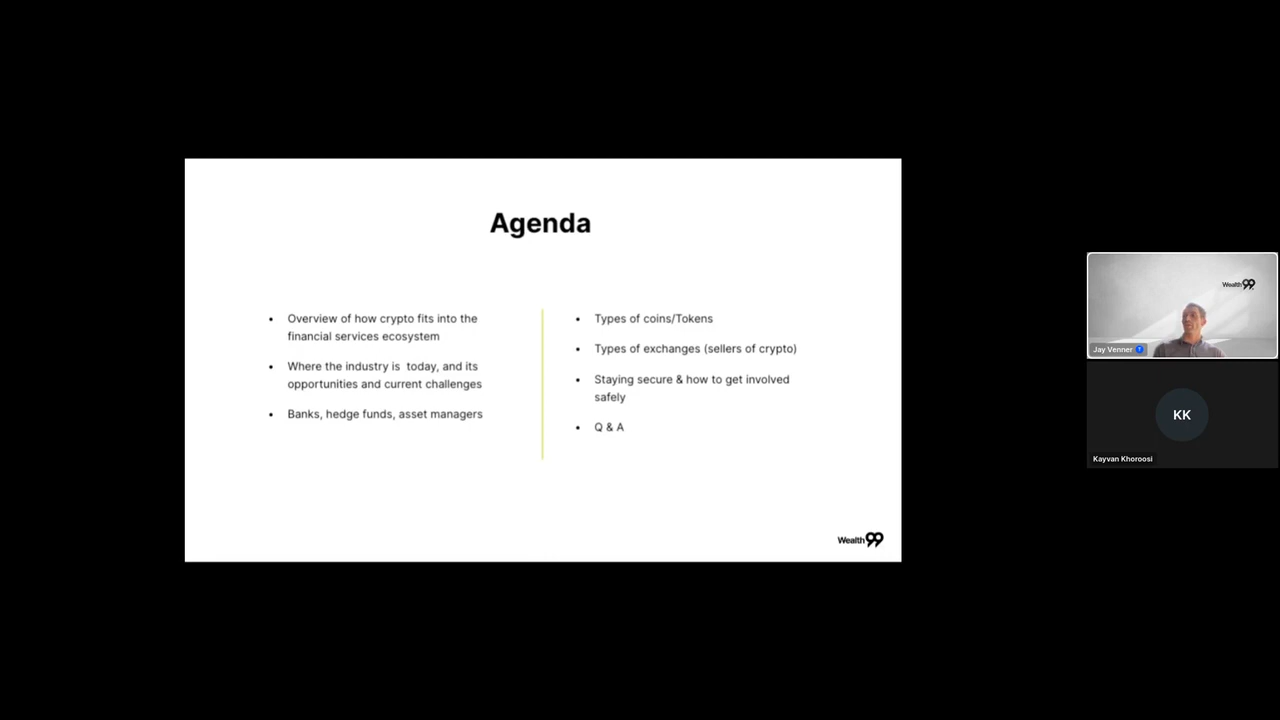 Agenda
• Overview of how crypto fits into the
financial services ecosystem
• Where the industry is  today, and its
opportunities and current challenges
• Banks, hedge funds, asset managers
• Types of coins/Tokens
• Types of exchanges (sellers of crypto)
• Staying secure & how to get involved
safely
• Q & A
Wealth99
Wealth99
Jay Venner
KK
Kayvan Khoroosi